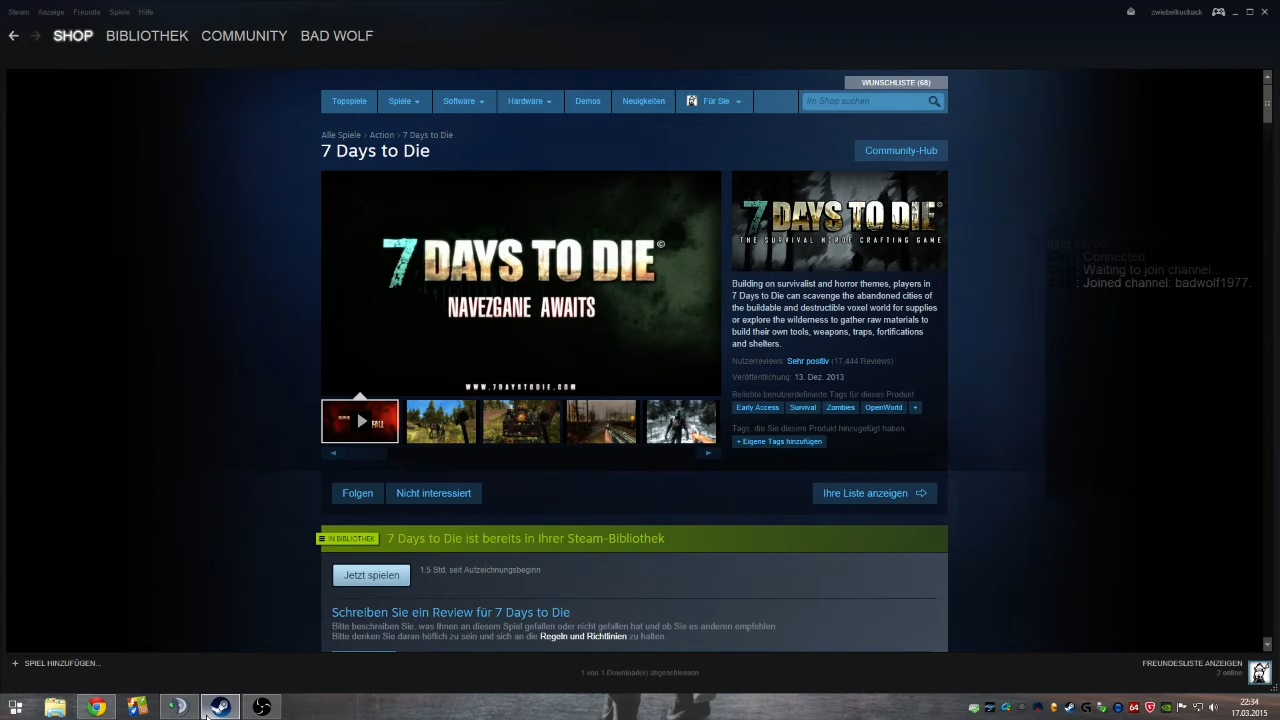 Steam Anzeige Freunde Spiele Hilfe
zwiebelkuckuck
SHOP BIBLIOTHEK COMMUNITY BAD WOLF
WUNSCHLISTE (68)
Topspiele Spiele Software Hardware Demos Neuigkeiten Für Sie Im Shop suchen
Alle Spiele > Action > 7 Days to Die
7 Days to Die
Community-Hub
7 DAYS TO DIE©
NAVEZGANE AWAITS
WWW.7DAYSTODIE.COM
7 DAYS TO DIE©
THE SURVIVAL HORDE CRAFTING GAME
Building on survivalist and horror themes, players in
7 Days to Die can scavenge the abandoned cities of
the buildable and destructible voxel world for supplies
or explore the wilderness to gather raw materials to
build their own tools, weapons, traps, fortifications
and shelters.
Nutzerreviews: Sehr positiv (17,444 Reviews)
Veröffentlichung: 13. Dez. 2013
Beliebte benutzerdefinierte Tags für dieses Produkt
Early Access Survival Zombies OpenWorld +
Tags, die Sie diesem Produkt hinzugefügt haben:
+ Eigene Tags hinzufügen
Connected
: Waiting to join channel....
: Joined channel: badwolf1977.
FALL
Folgen Nicht interessiert Ihre Liste anzeigen
IN BIBLIOTHEK 7 Days to Die ist bereits in Ihrer Steam-Bibliothek
Jetzt spielen 1.5 Std. seit Aufzeichnungsbeginn
Schreiben Sie ein Review für 7 Days to Die
Bitte beschreiben Sie, was Ihnen an diesem Spiel gefallen oder nicht gefallen hat und ob Sie es anderen empfehlen.
Bitte denken Sie daran höflich zu sein und sich an die Regeln und Richtlinien zu halten.
+ SPIEL HINZUFÜGEN...
1 von 1 Download(s) abgeschlossen
FREUNDESLISTE ANZEIGEN
2 online
22:34
17.03.2015